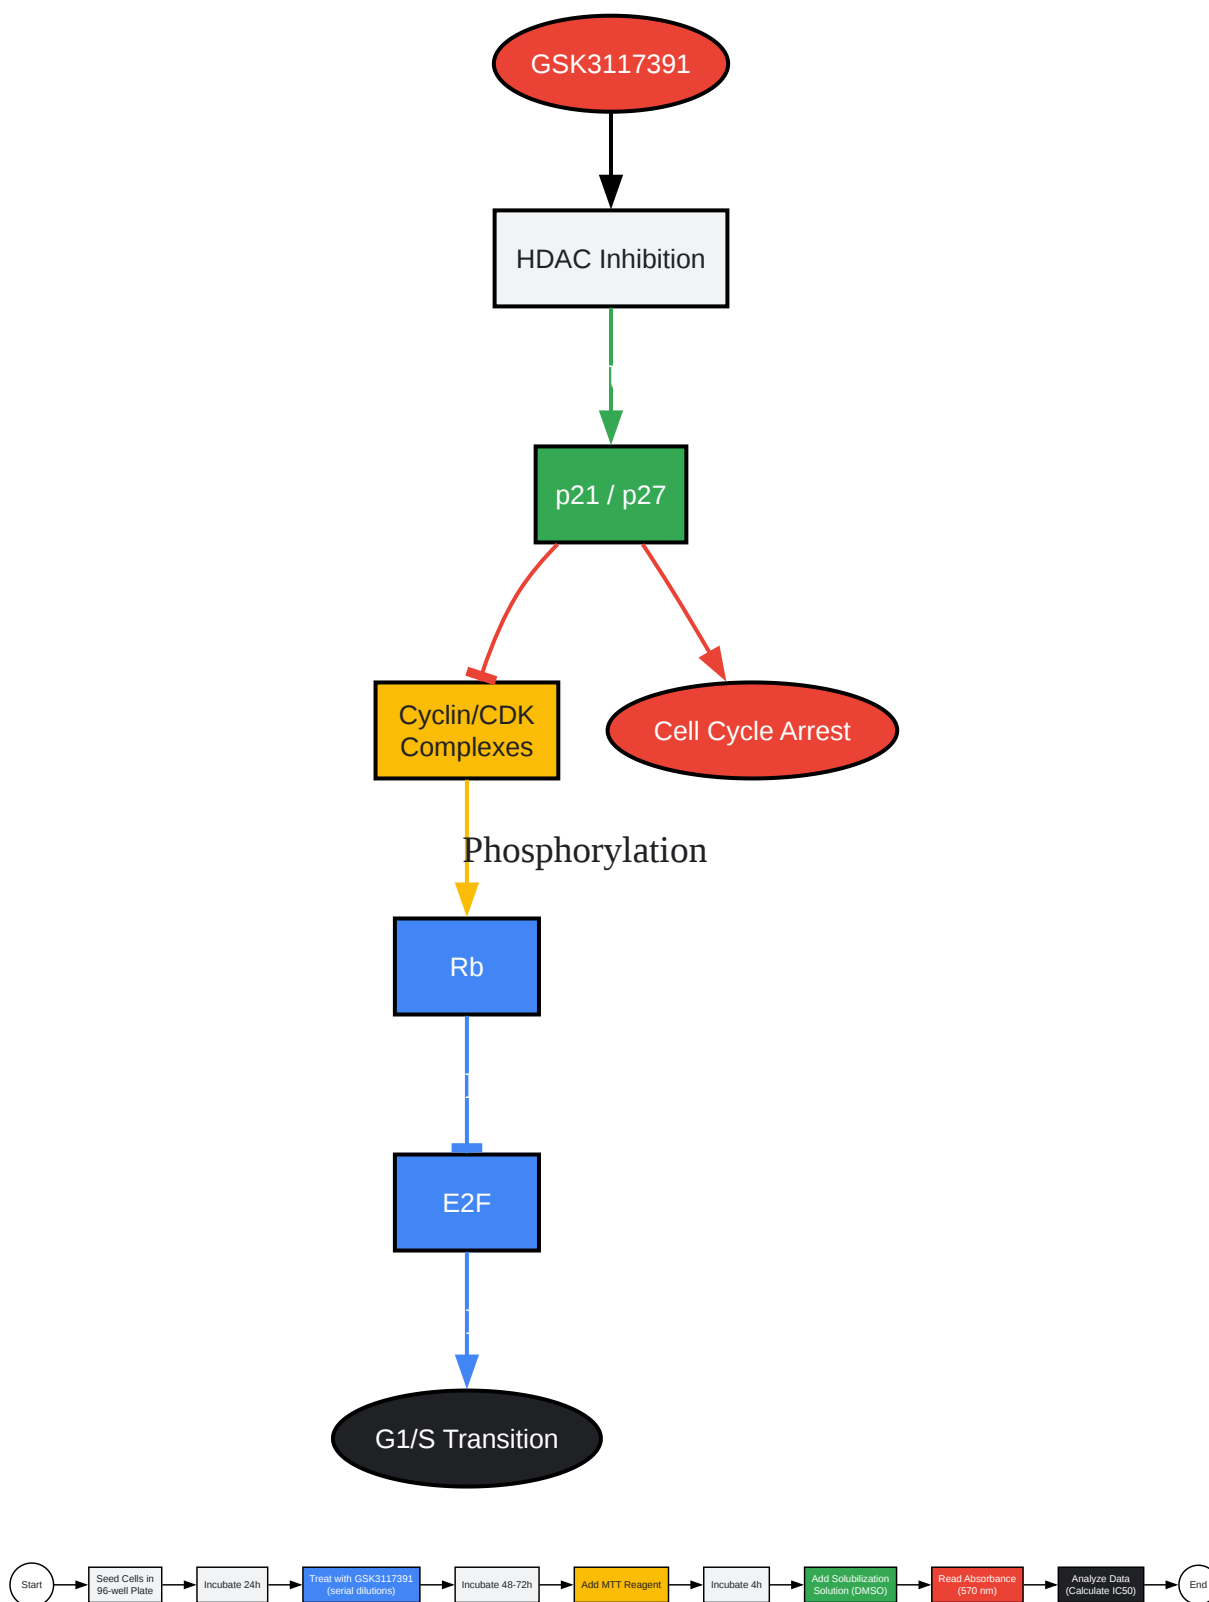 GSK3117391
HDAC Inhibition
p21 / p27
Cyclin/CDK
Complexes
Cell Cycle Arrest
Phosphorylation
Rb
E2F
G1/S Transition
Start
Seed Cells in
96-well Plate
Incubate 24h
Treat with GSK3117391
(serial dilutions)
Incubate 48-72h
Add MTT Reagent
Incubate 4h
Add Solubilization
Solution (DMSO)
Read Absorbance
(570 nm)
Analyze Data
(Calculate IC50)
End